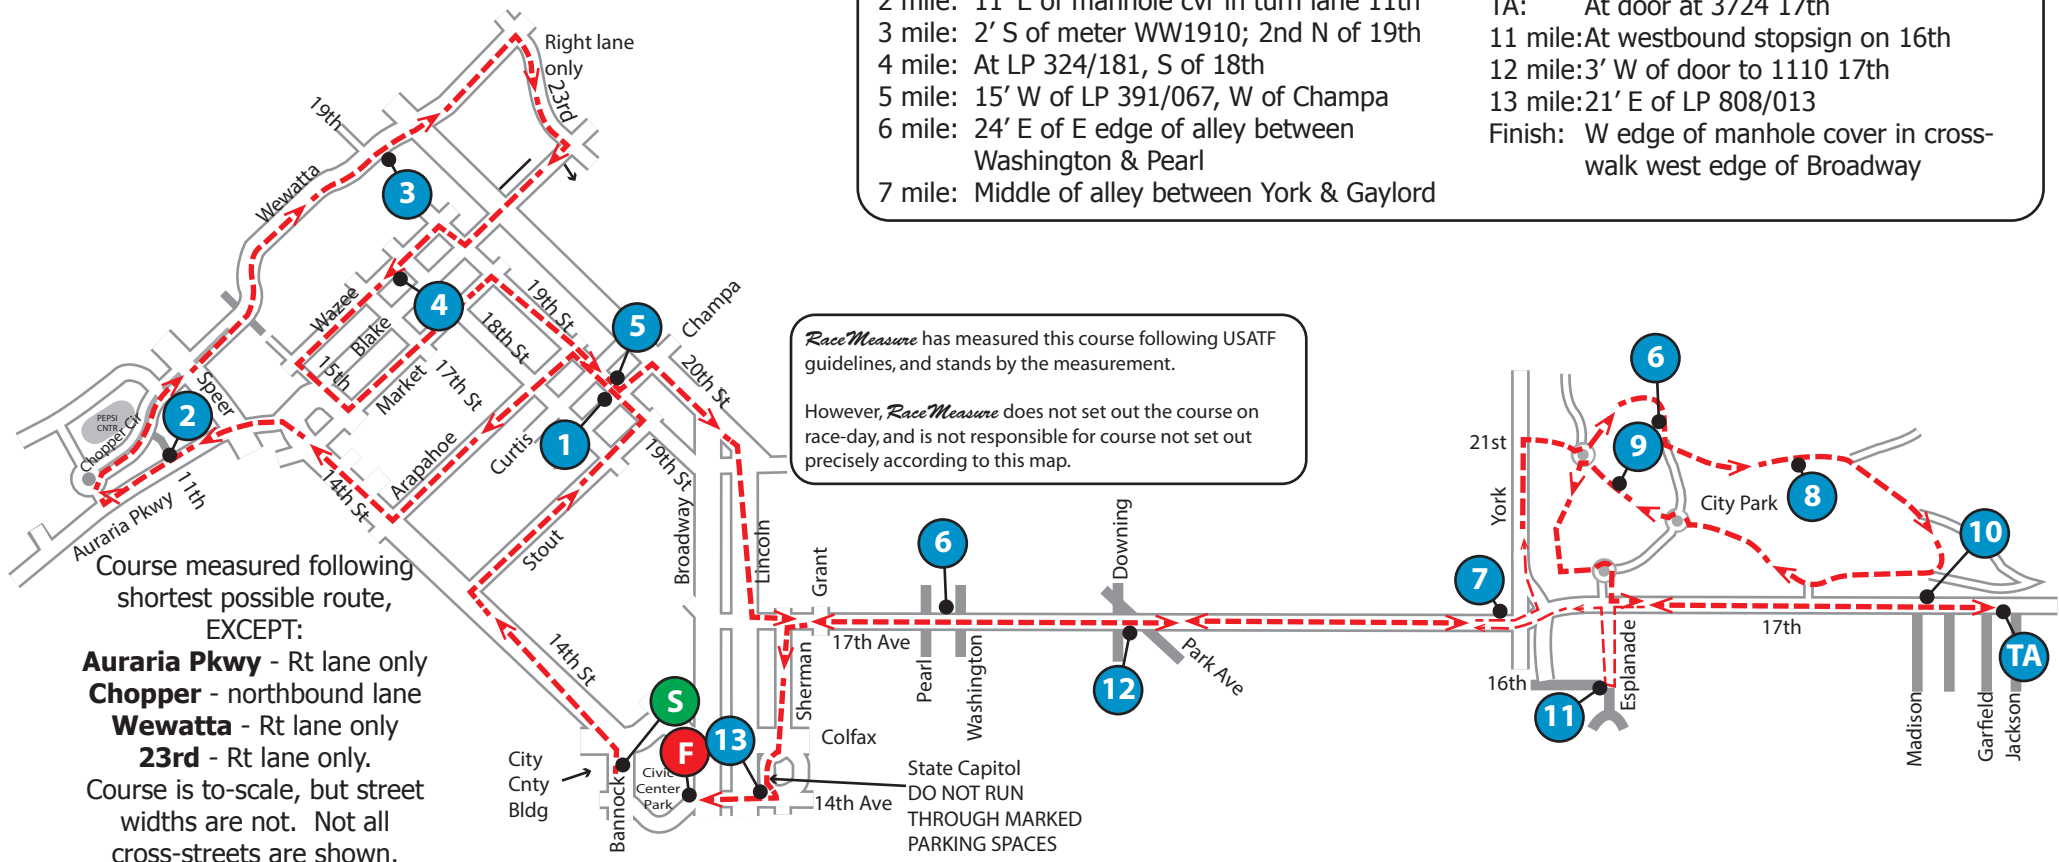 2 mile: 11' E of manhole cvr in turn lane 11th
3 mile: 2' S of meter WW1910; 2nd N of 19th
4 mile: At LP 324/181, S of 18th
5 mile: 15' W of LP 391/067, W of Champa
6 mile: 24' E of E edge of alley between
Washington & Pearl
7 mile: Middle of alley between York & Gaylord
TA: At door at 3724 17th
11 mile: At westbound stopsign on 16th
12 mile: 3' W of door to 1110 17th
13 mile: 21' E of LP 808/013
Finish: W edge of manhole cover in cross-
walk west edge of Broadway
Right lane
only
23rd
19th
3
Wewatta
4
Wazee
Blake
15th
Market
18th St
17th St
19th St
5
Champa
20th St
Speer
2
PEPSI
CNTR
Chopper Cir
11th
Auraria Pkwy
14th St
Arapahoe
Curtis
1
19th St
Stout
Broadway
Lincoln
Grant
RaceMeasure has measured this course following USATF
guidelines, and stands by the measurement.
However, RaceMeasure does not set out the course on
race-day, and is not responsible for course not set out
precisely according to this map.
6
9
8
City Park
21st
York
10
7
6
Downing
17th Ave
Pearl
Washington
12
Park Ave
17th
TA
16th
Esplanade
11
Madison
Garfield
Jackson
Course measured following
shortest possible route,
EXCEPT:
Auraria Pkwy - Rt lane only
Chopper - northbound lane
Wewatta - Rt lane only
23rd - Rt lane only.
Course is to-scale, but street
widths are not. Not all
cross-streets are shown.
14th St
S
F
13
Sherman
Colfax
City
Cnty
Bldg
Bannock
Civic
Center
Park
14th Ave
State Capitol
DO NOT RUN
THROUGH MARKED
PARKING SPACES